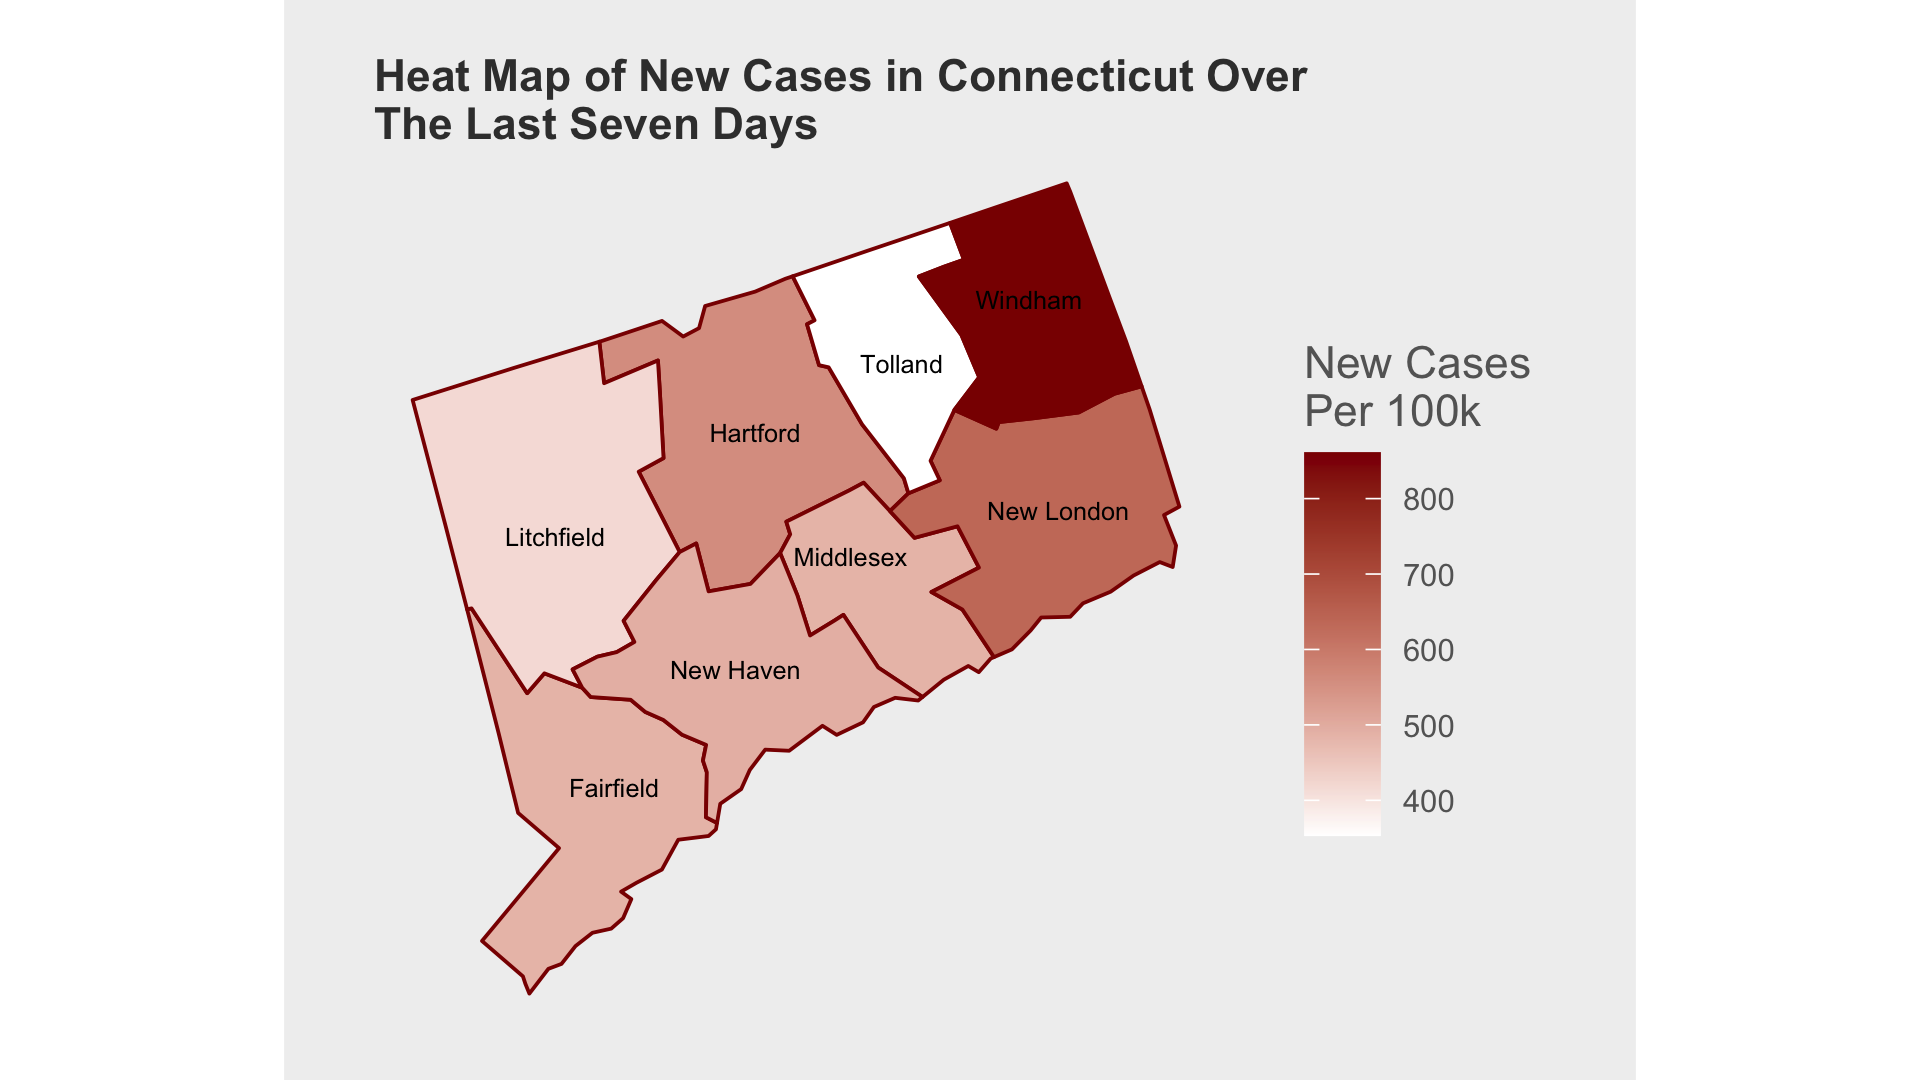 Heat Map of New Cases in Connecticut Over
The Last Seven Days
Windham
Tolland
Hartford
New London
Litchfield
Middlesex
New Haven
Fairfield
New Cases
Per 100k
800
700
600
500
400